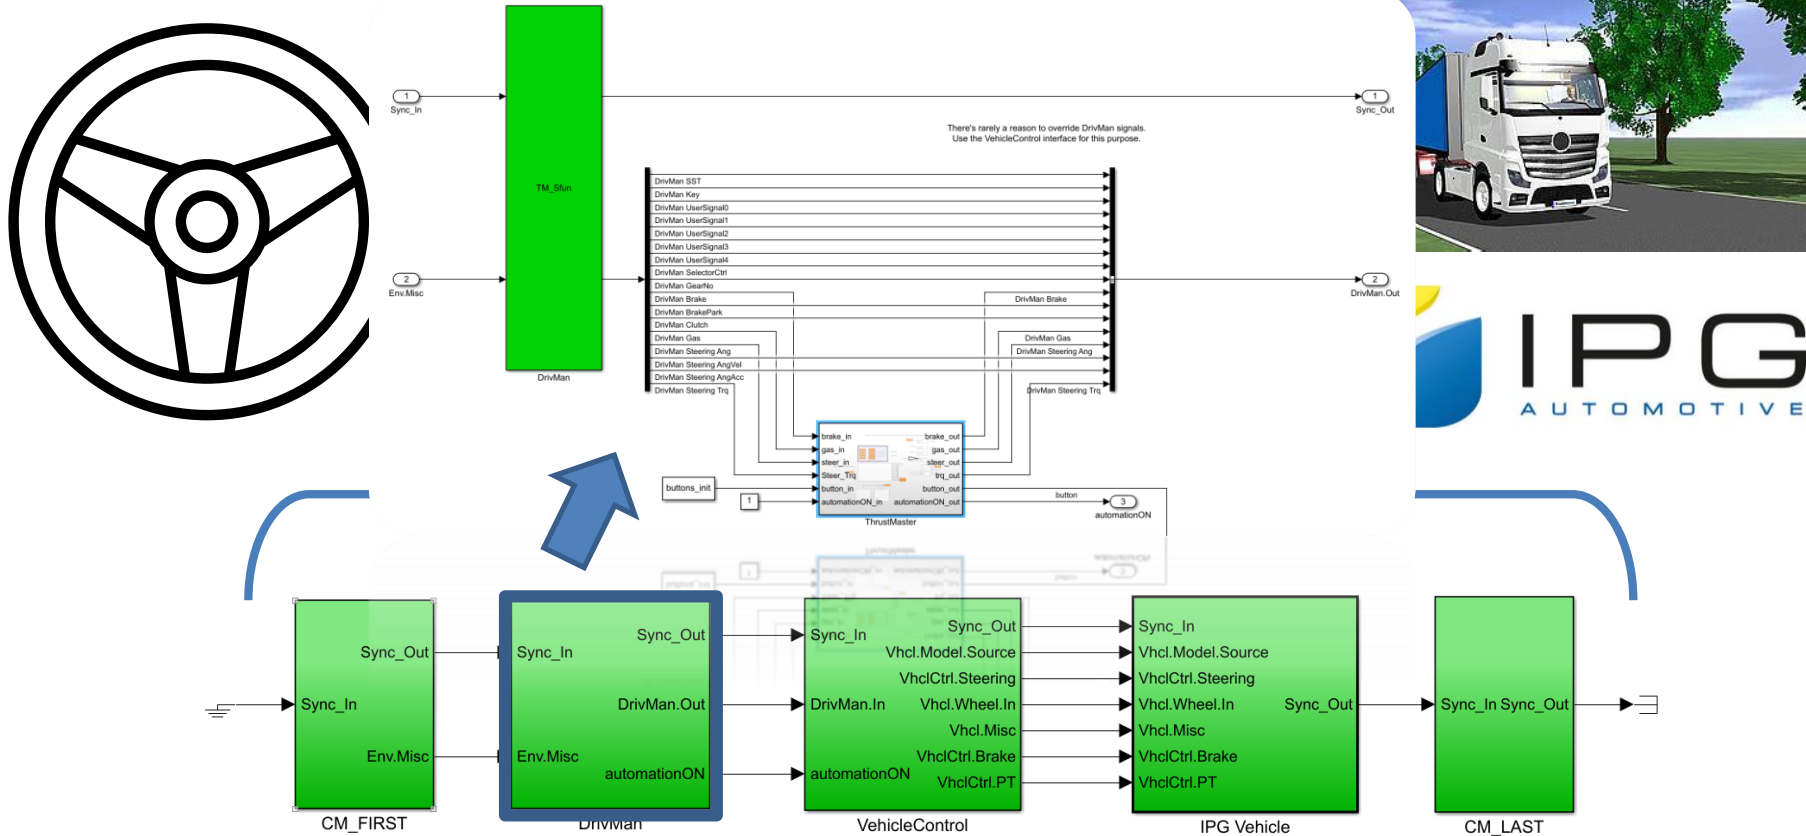 1
Sync_In
2
Env.Misc
TM_Sfun
DrivMan
1
Sync_Out
There's rarely a reason to override DrivMan signals.
Use the VehicleControl interface for this purpose.
DrivMan SST
DrivMan Key
DrivMan UserSignal0
DrivMan UserSignal1
DrivMan UserSignal2
DrivMan UserSignal3
DrivMan UserSignal4
DrivMan SelectorCtrl
DrivMan GearNo
DrivMan Brake
DrivMan BrakePark
DrivMan Clutch
DrivMan Gas
DrivMan Steering Ang
DrivMan Steering AngVel
DrivMan Steering AngAcc
DrivMan Steering Trq
DrivMan Brake
DrivMan Gas
DrivMan Steering Ang
DrivMan Steering Trq
2
DrivMan.Out
brake_in
gas_in
steer_in
Steer_Trq
button_in
automationON_in
brake_out
gas_out
steer_out
trq_out
button_out
automationON_out
ThrustMaster
buttons_init
1
button
3
automationON
IPG
AUTOMOTIVE
Sync_In
Sync_Out
Env.Misc
CM_FIRST
Sync_In
Env.Misc
Sync_Out
DrivMan.Out
automationON
DrivMan
Sync_In
DrivMan.In
automationON
Sync_Out
Vhcl.Model.Source
VhclCtrl.Steering
Vhcl.Wheel.In
Vhcl.Misc
VhclCtrl.Brake
VhclCtrl.PT
VehicleControl
Sync_In
Vhcl.Model.Source
VhclCtrl.Steering
Vhcl.Wheel.In
Vhcl.Misc
VhclCtrl.Brake
VhclCtrl.PT
Sync_Out
IPG Vehicle
Sync_In Sync_Out
CM_LAST